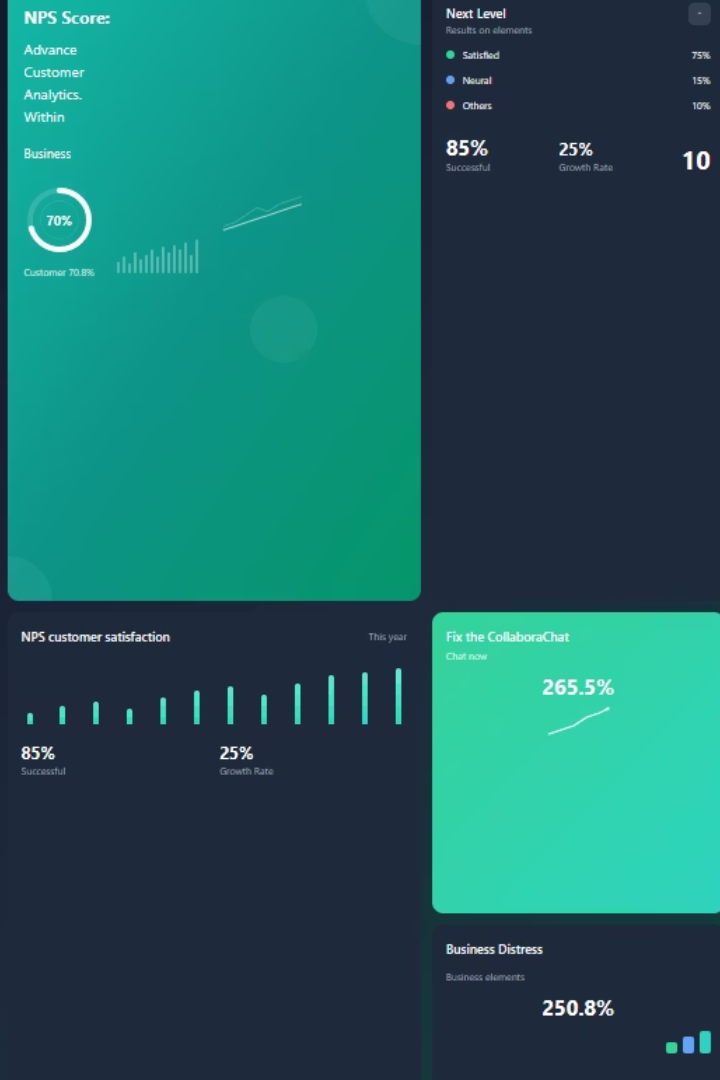 NPS Score:
Advance
Customer
Analytics.
Within
Business
70%
Customer 70.8%
Next Level
-
Results on elements
Satisfied 75%
Neural 15%
Others 10%
85%
Successful
25%
Growth Rate
10
NPS customer satisfaction
This year
85%
Successful
25%
Growth Rate
Fix the CollaboraChat
Chat now
265.5%
Business Distress
Business elements
250.8%